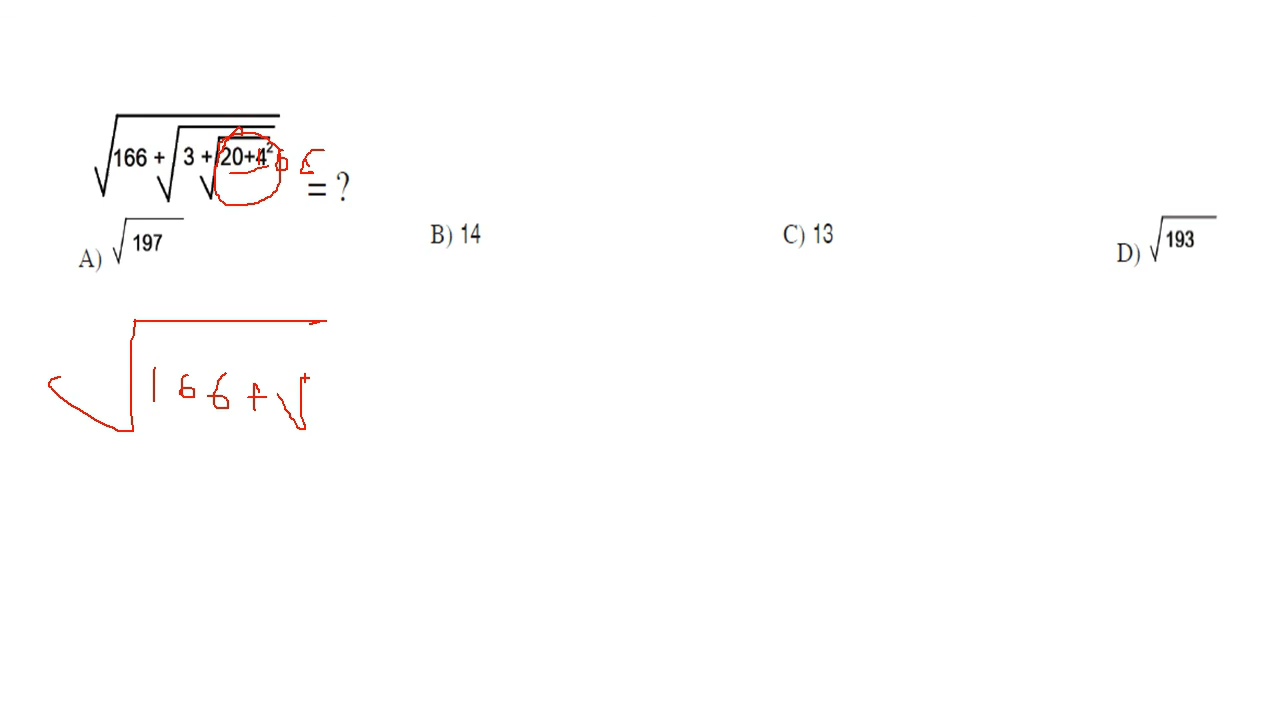 √166 + √3 + √20+4² = ?
A) √197
B) 14
C) 13
D) √193
√166+√